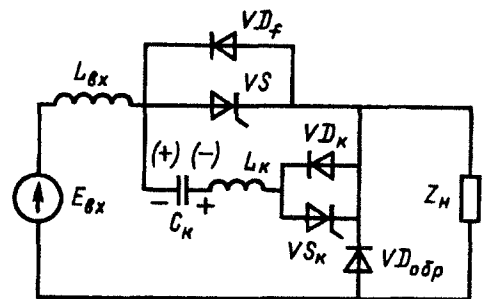 VD_f
L_вх
VS
(+) (−)
L_к
VD_к
− +
C_к
E_вх
VS_к
VD_обр
Z_н